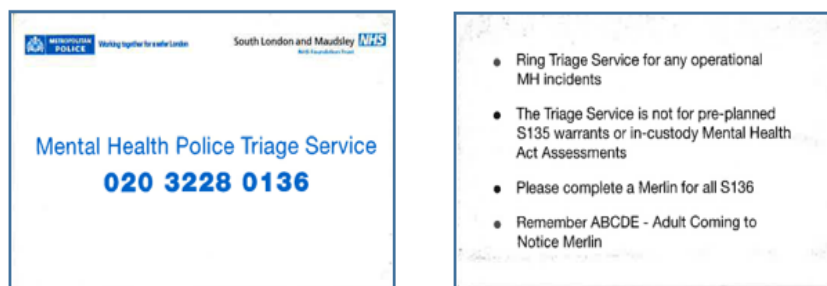 METROPOLITAN POLICE Working together for a safer London
South London and Maudsley NHS
NHS Foundation Trust
Mental Health Police Triage Service
020 3228 0136
• Ring Triage Service for any operational
MH incidents
• The Triage Service is not for pre-planned
S135 warrants or in-custody Mental Health
Act Assessments
• Please complete a Merlin for all S136
• Remember ABCDE - Adult Coming to
Notice Merlin